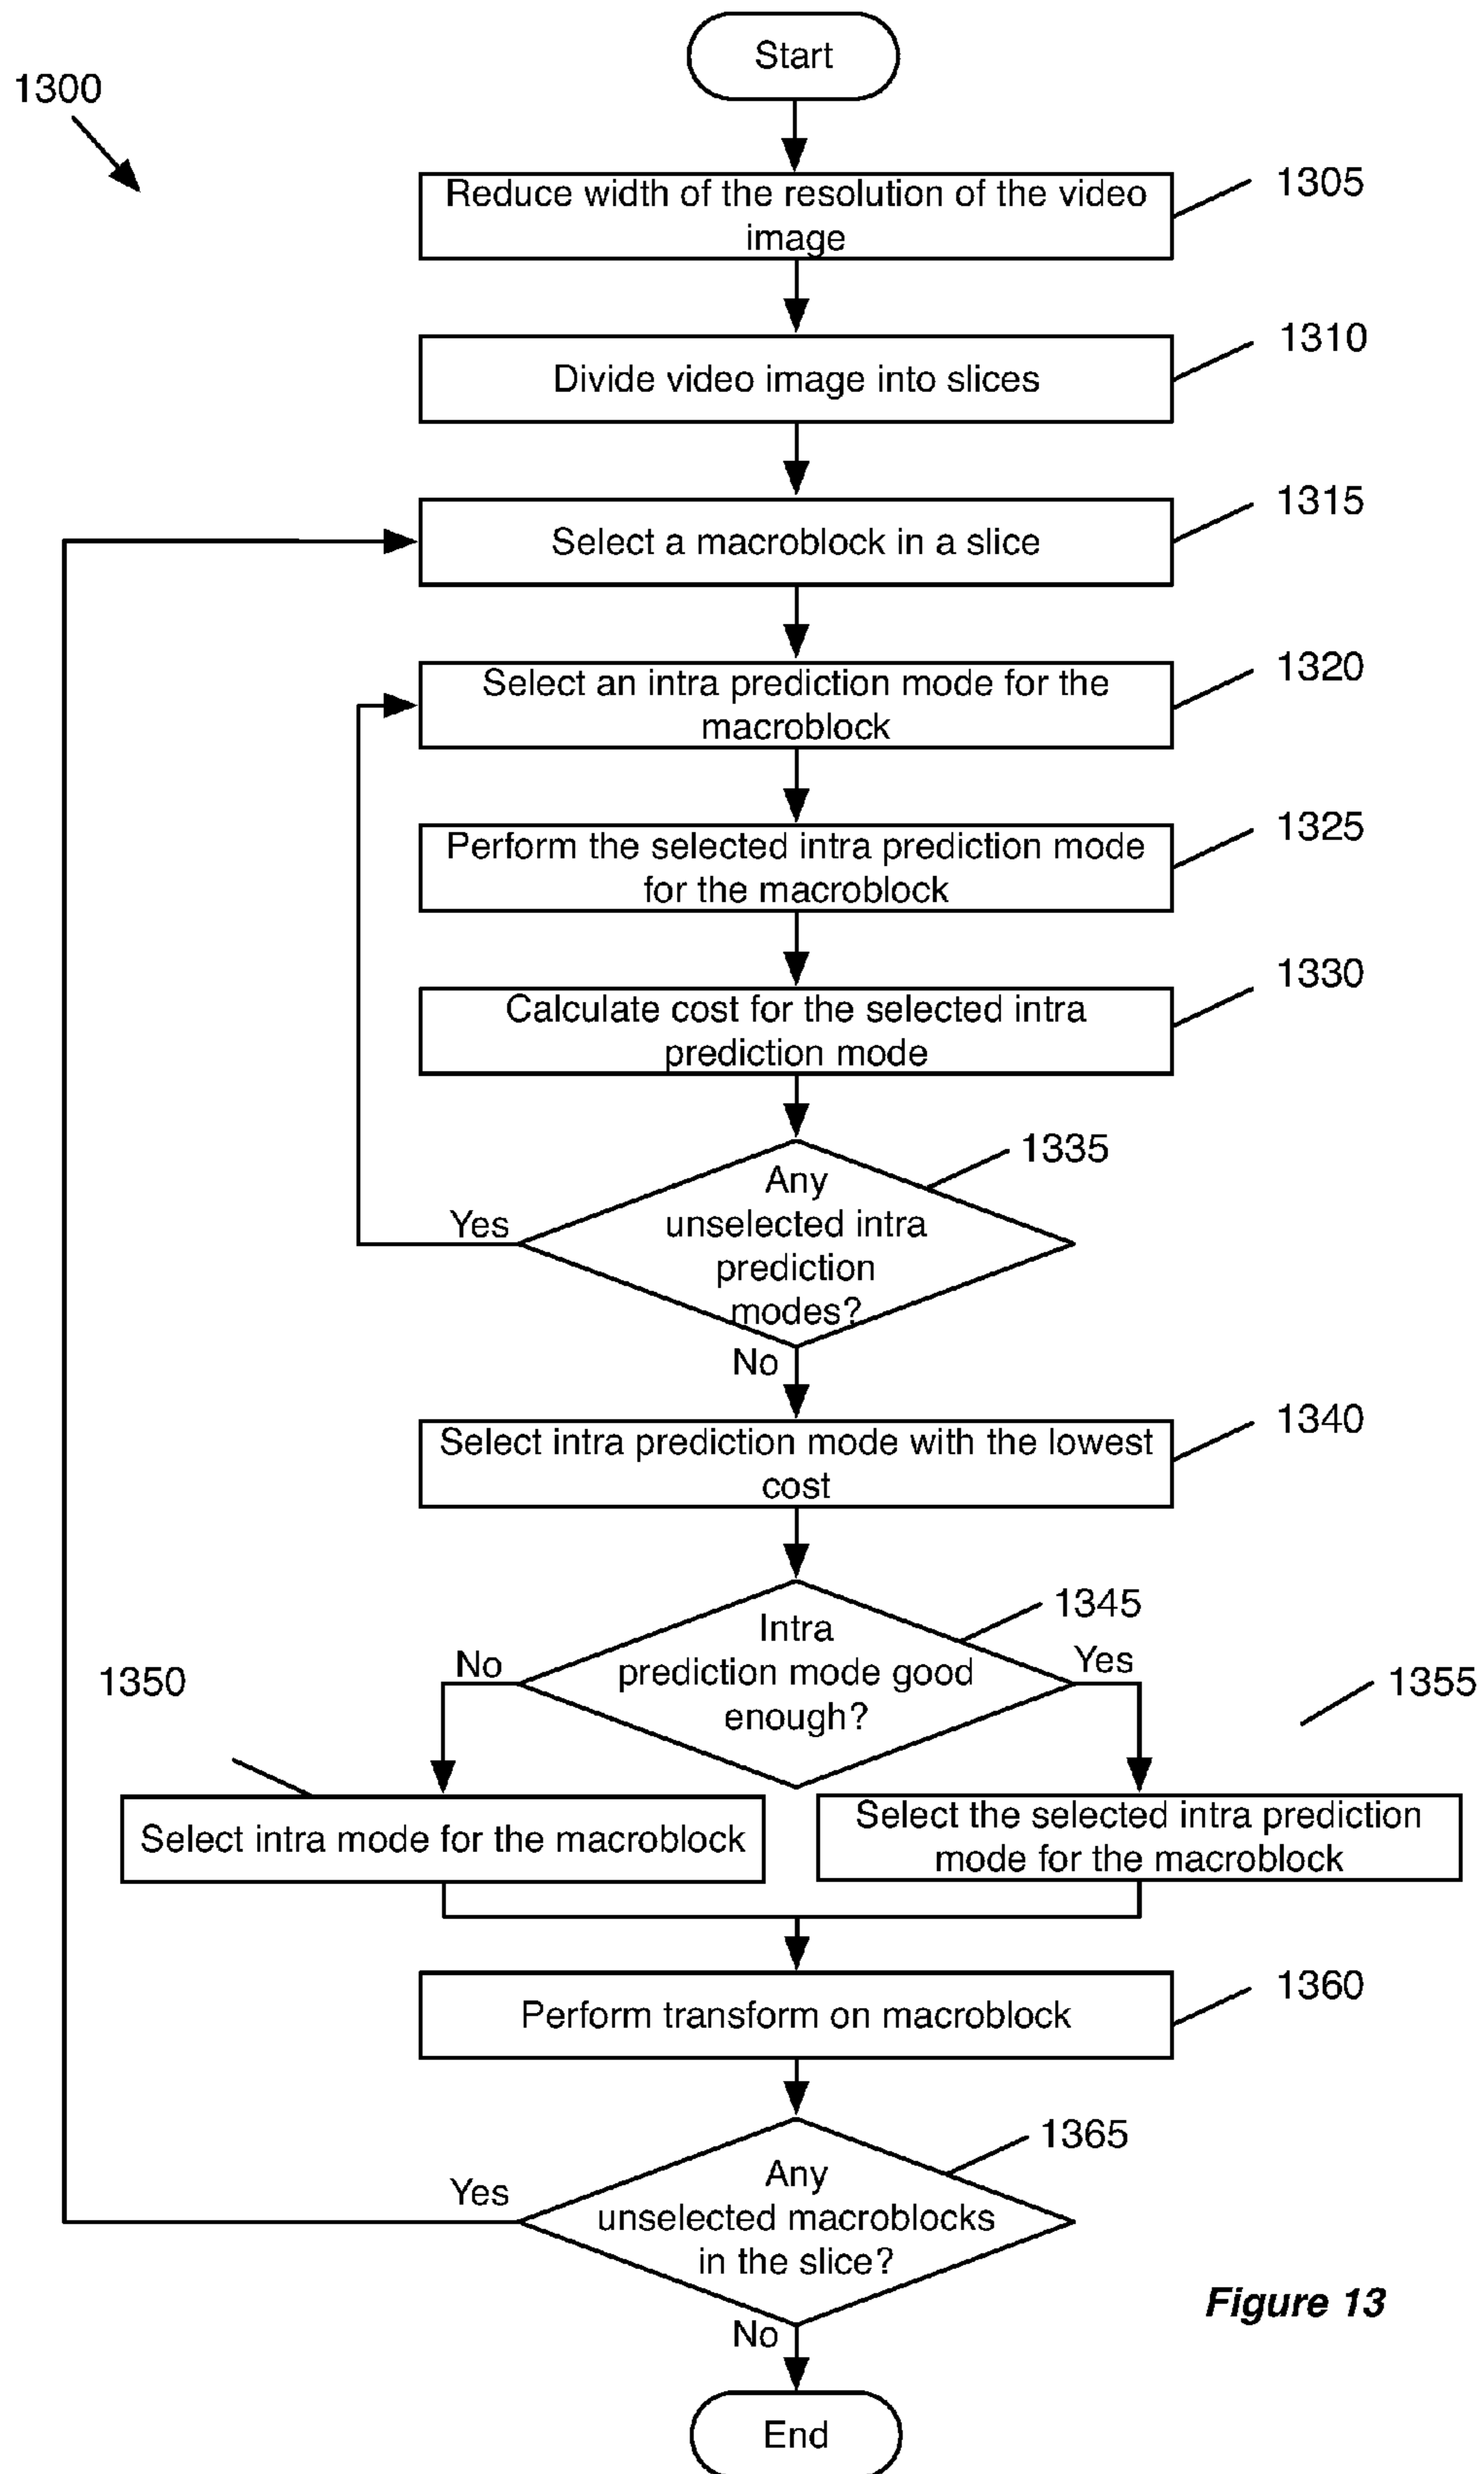 Start
1300
Reduce width of the resolution of the video
image
1305
Divide video image into slices
1310
Select a macroblock in a slice
1315
Select an intra prediction mode for the
macroblock
1320
Perform the selected intra prediction mode
for the macroblock
1325
Calculate cost for the selected intra
prediction mode
1330
Any
unselected intra
prediction
modes?
1335
Yes
No
Select intra prediction mode with the lowest
cost
1340
Intra
prediction mode good
enough?
1345
No
Yes
1350
1355
Select intra mode for the macroblock
Select the selected intra prediction
mode for the macroblock
Perform transform on macroblock
1360
Any
unselected macroblocks
in the slice?
1365
Yes
No
Figure 13
End